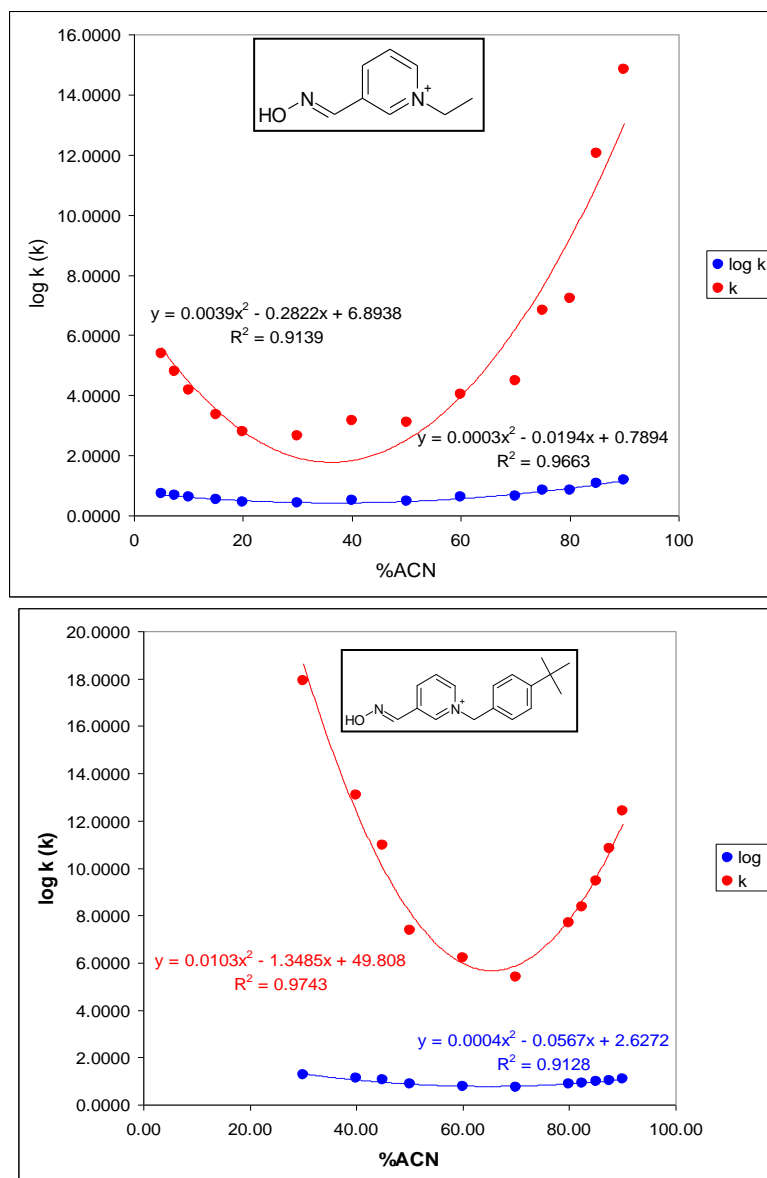 16.0000
14.0000
12.0000
10.0000
8.0000
6.0000
4.0000
2.0000
0.0000
log k (k)
HO
N
N+
y = 0.0039x2 - 0.2822x + 6.8938
R2 = 0.9139
y = 0.0003x2 - 0.0194x + 0.7894
R2 = 0.9663
log k
k
0 20 40 60 80 100
%ACN
20.0000
18.0000
16.0000
14.0000
12.0000
10.0000
8.0000
6.0000
4.0000
2.0000
0.0000
log k (k)
HO
N
N+
y = 0.0103x2 - 1.3485x + 49.808
R2 = 0.9743
y = 0.0004x2 - 0.0567x + 2.6272
R2 = 0.9128
log
k
0.00 20.00 40.00 60.00 80.00 100.00
%ACN